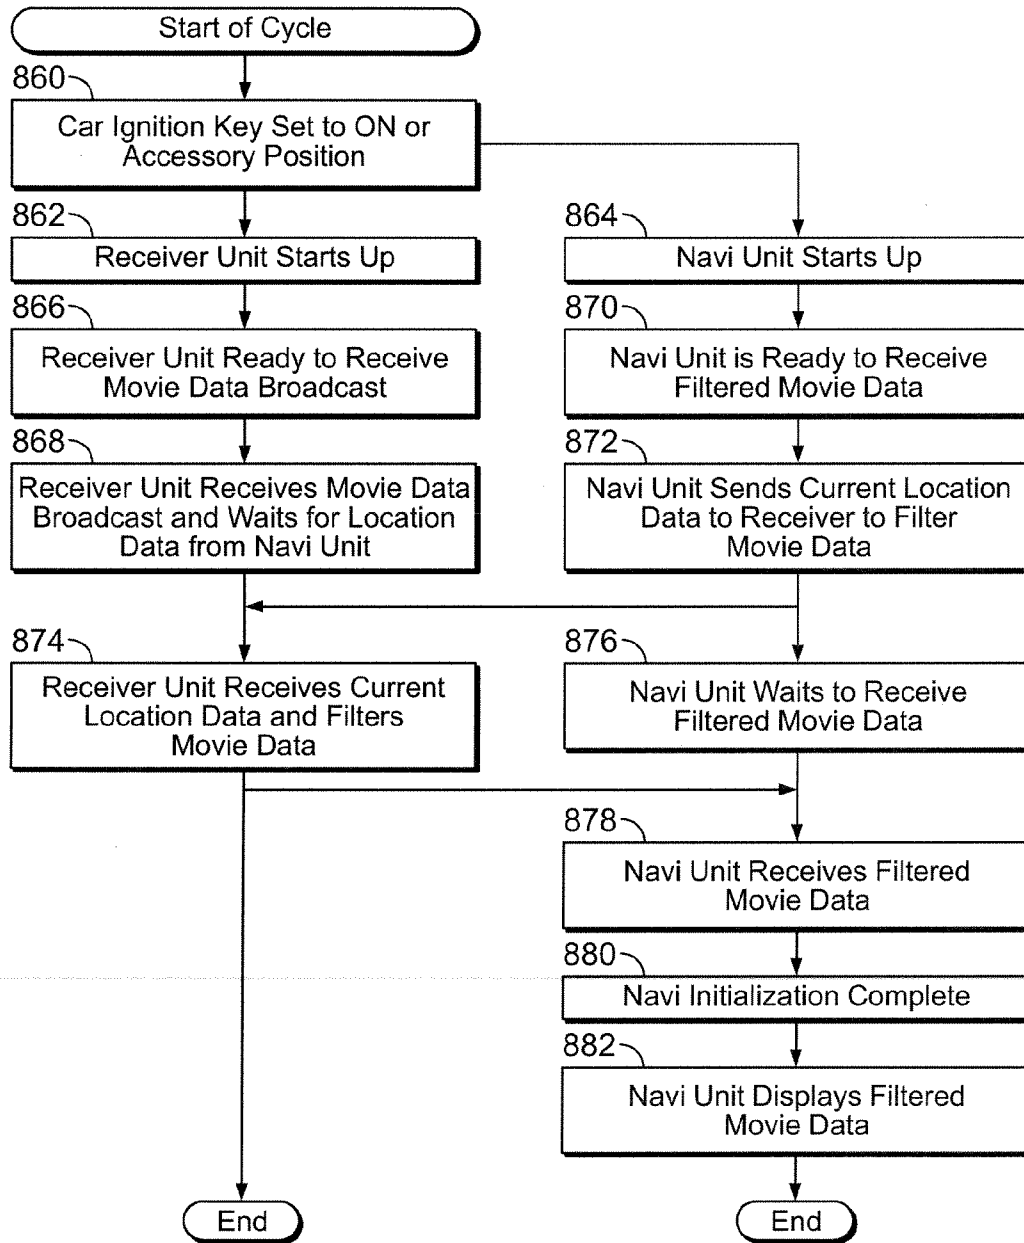 Start of Cycle
860
Car Ignition Key Set to ON or
Accessory Position
862
Receiver Unit Starts Up
864
Navi Unit Starts Up
866
Receiver Unit Ready to Receive
Movie Data Broadcast
870
Navi Unit is Ready to Receive
Filtered Movie Data
868
Receiver Unit Receives Movie Data
Broadcast and Waits for Location
Data from Navi Unit
872
Navi Unit Sends Current Location
Data to Receiver to Filter
Movie Data
874
Receiver Unit Receives Current
Location Data and Filters
Movie Data
876
Navi Unit Waits to Receive
Filtered Movie Data
878
Navi Unit Receives Filtered
Movie Data
880
Navi Initialization Complete
882
Navi Unit Displays Filtered
Movie Data
End
End